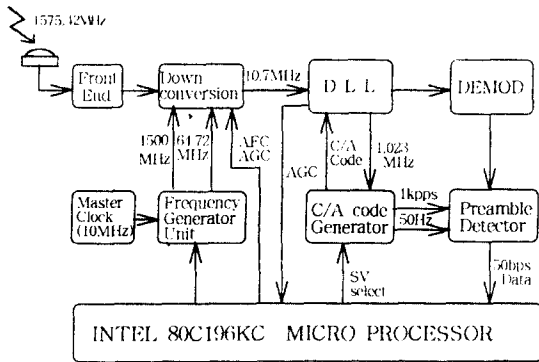 1575.42MHz
Front
End
Down
conversion
10.7MHz
D L L
DEMOD
1500
MHz
64.72
MHz
AFC
AGC
AGC
C/A
Code
1.023
MHz
Master
Clock
(10MHz)
Frequency
Generator
Unit
C/A code
Generator
1kpps
50Hz
Preamble
Detector
SV
select
50bps
Data
INTEL 80C196KC MICRO PROCESSOR